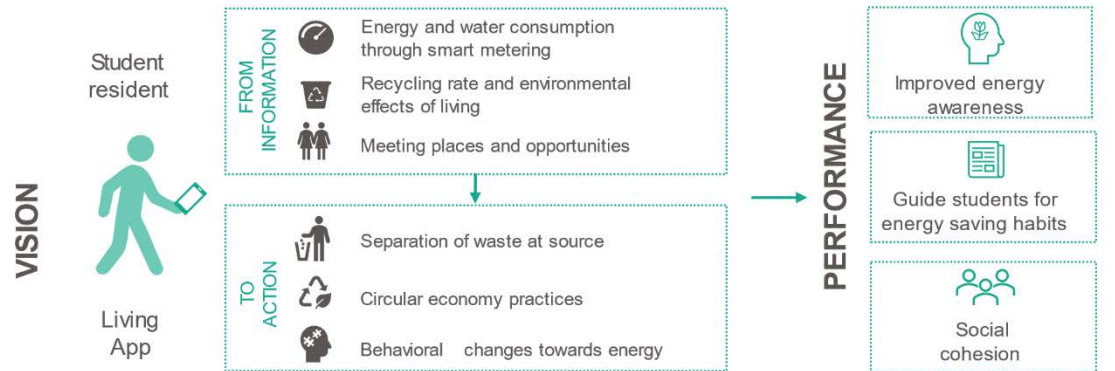 VISION
Student
resident
Living
App
FROM
INFORMATION
Energy and water consumption
through smart metering
Recycling rate and environmental
effects of living
Meeting places and opportunities
TO
ACTION
Separation of waste at source
Circular economy practices
Behavioral changes towards energy
PERFORMANCE
Improved energy
awareness
Guide students for
energy saving habits
Social
cohesion